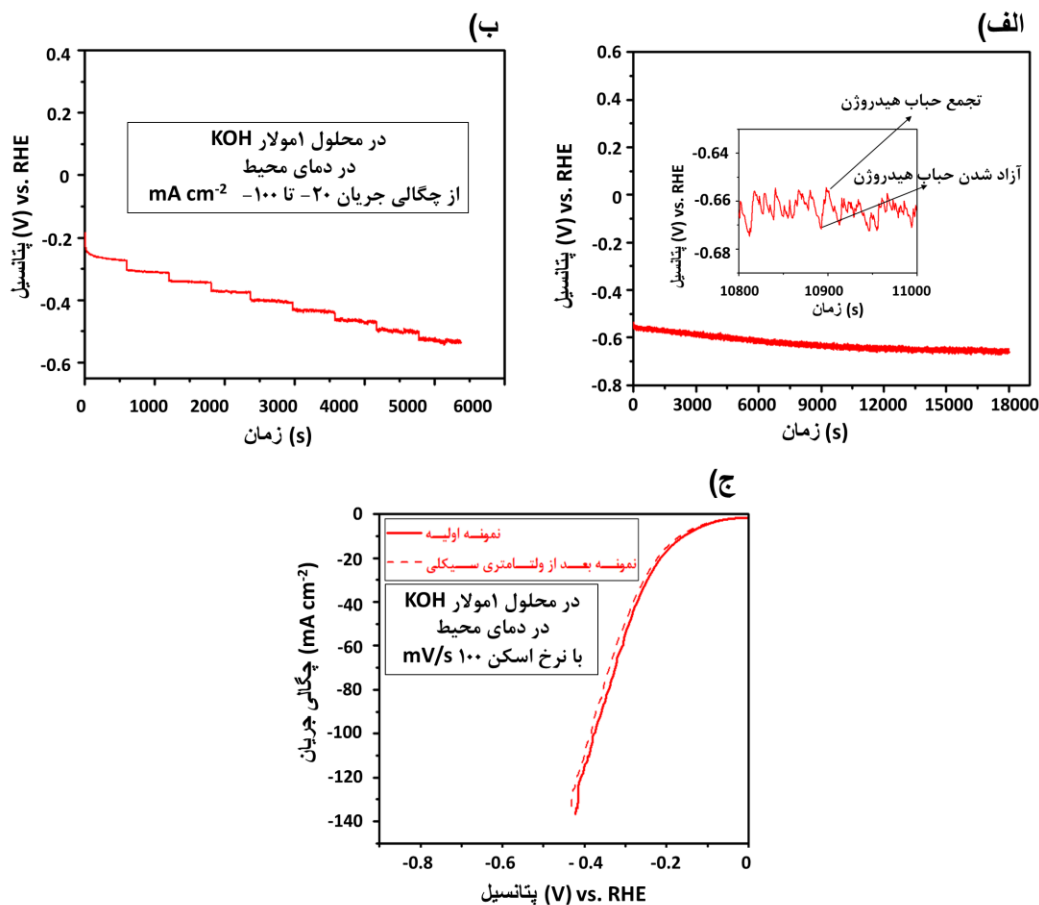 الف)
0.6
0.4
0.2
0
-0.2
-0.4
-0.6
-0.8
پتانسیل (V) vs. RHE
0
3000
6000
9000
12000
15000
18000
زمان (s)
تجمع حباب هیدروژن
آزاد شدن حباب هیدروژن
-0.64
-0.66
-0.68
پتانسیل (V) vs. RHE
10800
10900
11000
زمان (s)
ب)
0.4
0.2
0
-0.2
-0.4
-0.6
پتانسیل (V) vs. RHE
در محلول ۱مولار KOH
در دمای محیط
از چگالی جریان ۲۰- تا ۱۰۰- mA cm-2
0
1000
2000
3000
4000
5000
6000
زمان (s)
ج)
0
-20
-40
-60
-80
-100
-120
-140
چگالی جریان (mA cm-2)
نمونه اولیه
نمونه بعد از ولتامتری سیکلی
در محلول ۱مولار KOH
در دمای محیط
با نرخ اسکن ۱۰۰ mV/s
-0.8
-0.6
-0.4
-0.2
0
پتانسیل (V) vs. RHE